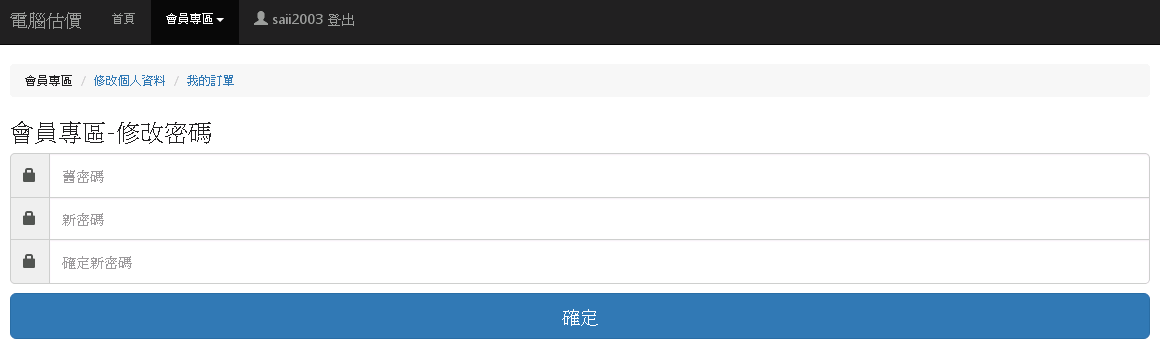 電腦估價 首頁 會員專區 saii2003 登出
會員專區 / 修改個人資料 / 我的訂單
會員專區-修改密碼
舊密碼
新密碼
確定新密碼
確定